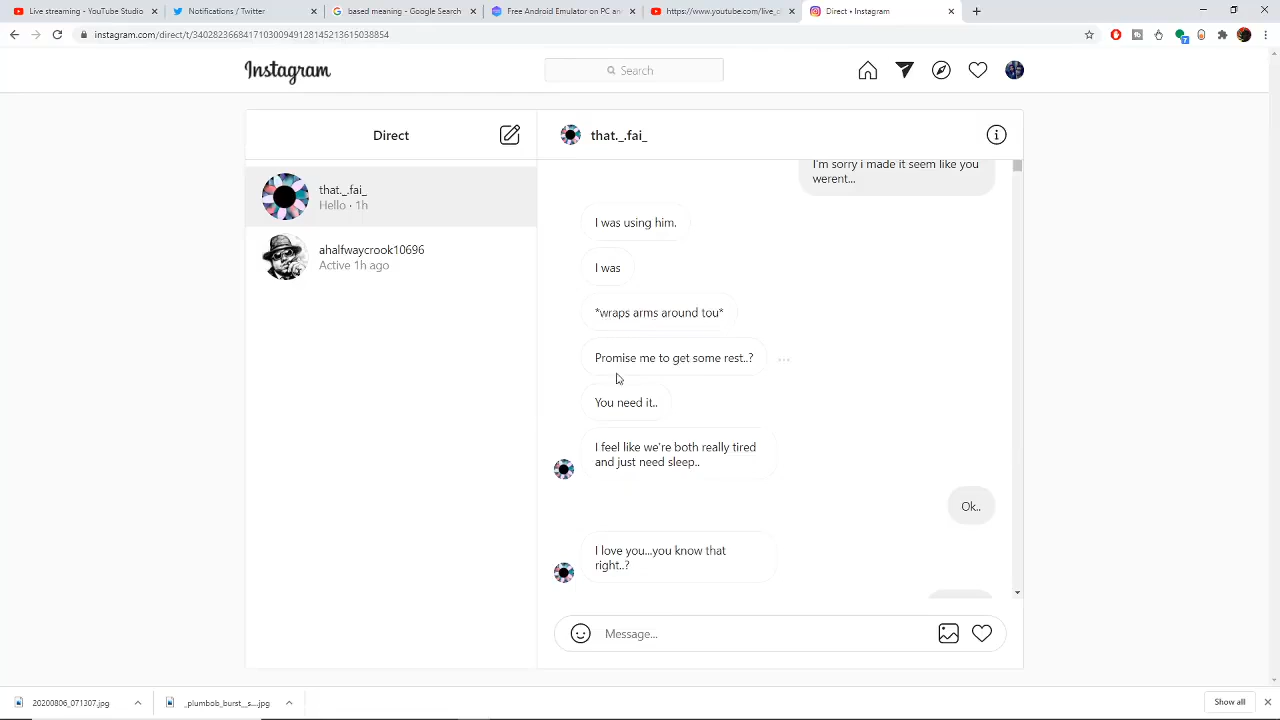 Live streaming - YouTube Studio
Notifications / Twitter
based meaning - Google Search
Free Android Emulator on PC and
https://www.youtube.com/live_d
Direct • Instagram
instagram.com/direct/t/340282366841710300949128145213615038854
Instagram
Search
Direct
that._.fai_
that._.fai_
Hello · 1h
ahalfwaycrook10696
Active 1h ago
I'm sorry i made it seem like you
werent...
I was using him.
I was
*wraps arms around tou*
Promise me to get some rest..?
You need it..
I feel like we're both really tired
and just need sleep..
Ok..
I love you...you know that
right..?
Message...
20200806_071307.jpg
_plumbob_burst__s....jpg
Show all